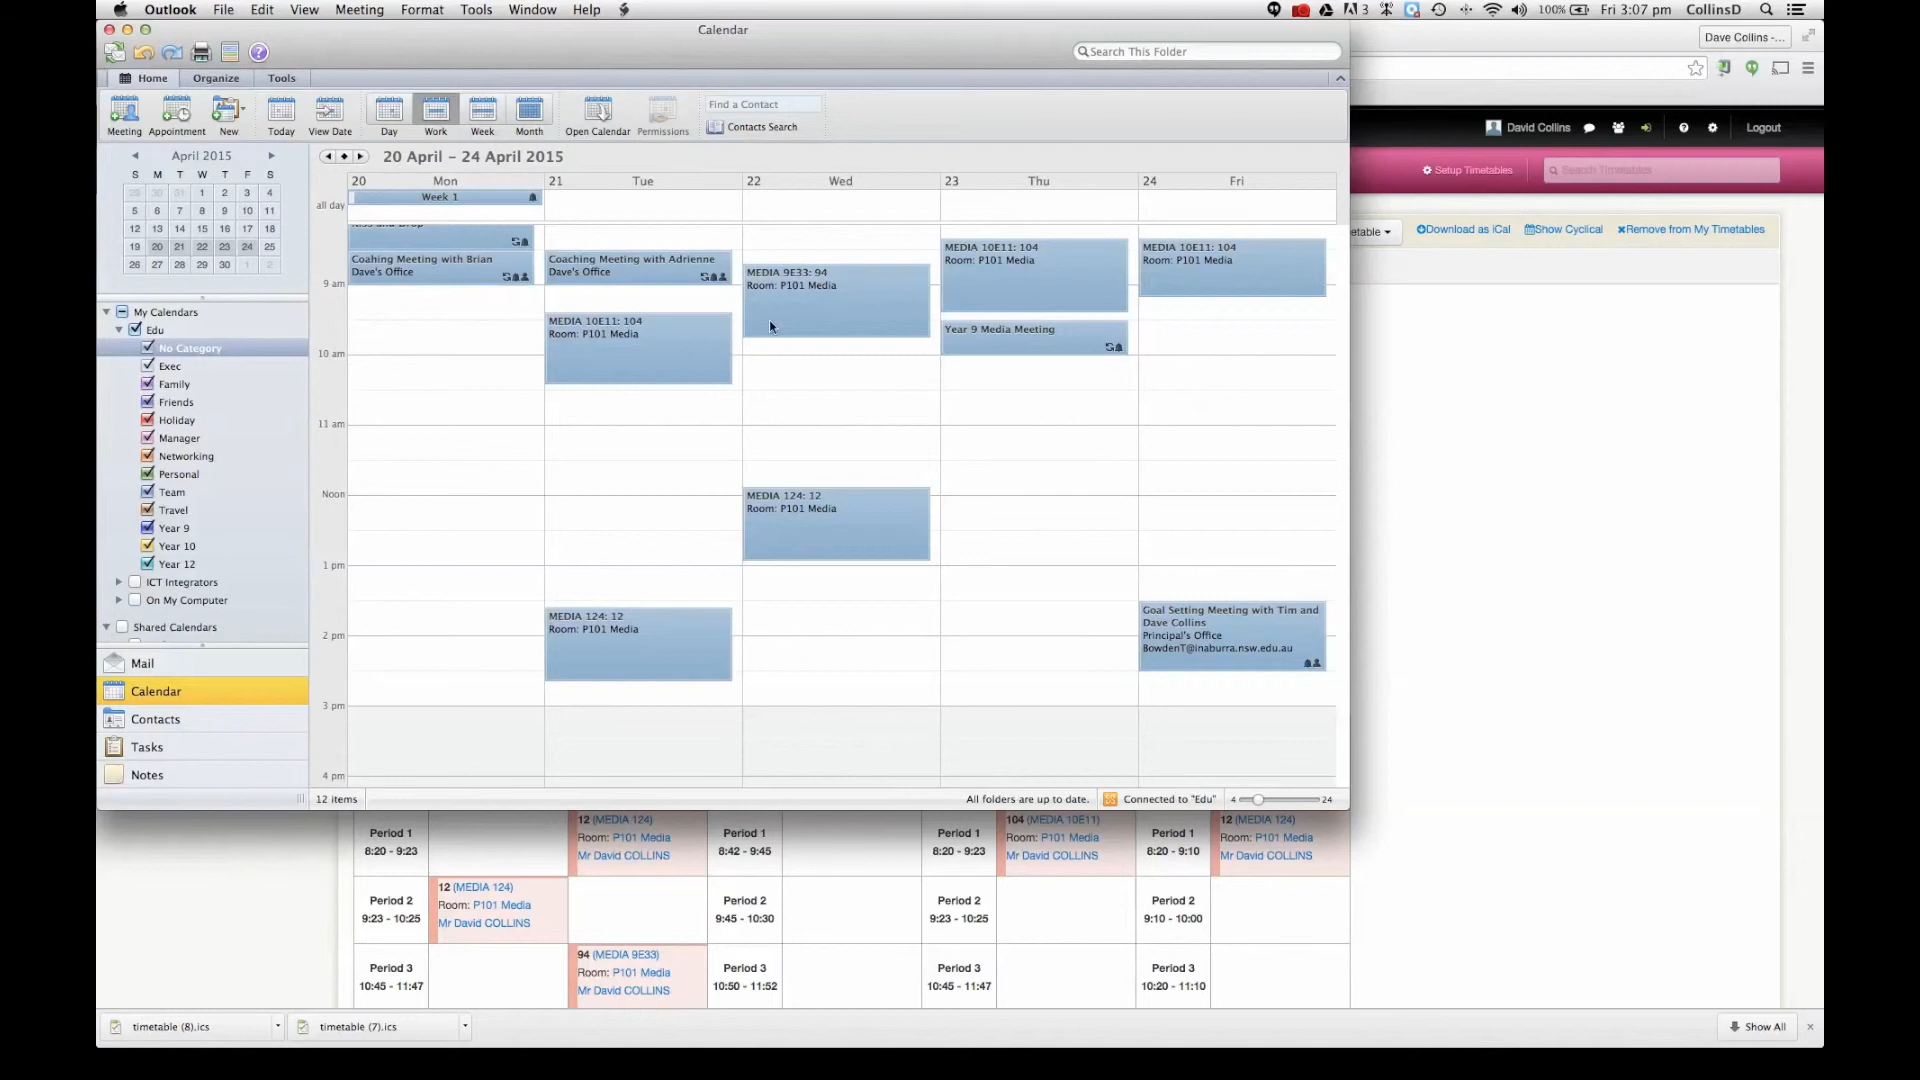 Outlook File Edit View Meeting Format Tools Window Help
3 100% Fri 3:07 pm CollinsD
Calendar
Dave Collins -...
Search This Folder
Home Organize Tools
Meeting Appointment New Today View Date Day Work Week Month Open Calendar Permissions
Find a Contact
Contacts Search
David Collins Logout
Setup Timetables Search Timetables
etable Download as iCal Show Cyclical Remove from My Timetables
April 2015
S M T W T F S
29 30 31 1 2 3 4
5 6 7 8 9 10 11
12 13 14 15 16 17 18
19 20 21 22 23 24 25
26 27 28 29 30 1 2
My Calendars
Edu
No Category
Exec
Family
Friends
Holiday
Manager
Networking
Personal
Team
Travel
Year 9
Year 10
Year 12
ICT Integrators
On My Computer
Shared Calendars
Mail
Calendar
Contacts
Tasks
Notes
20 April – 24 April 2015
20 Mon 21 Tue 22 Wed 23 Thu 24 Fri
all day
Week 1
9 am
10 am
11 am
Noon
1 pm
2 pm
3 pm
4 pm
Kiss and Drop
Coahing Meeting with Brian
Dave's Office
Coaching Meeting with Adrienne
Dave's Office
MEDIA 10E11: 104
Room: P101 Media
MEDIA 124: 12
Room: P101 Media
MEDIA 9E33: 94
Room: P101 Media
MEDIA 124: 12
Room: P101 Media
MEDIA 10E11: 104
Room: P101 Media
Year 9 Media Meeting
MEDIA 10E11: 104
Room: P101 Media
Goal Setting Meeting with Tim and
Dave Collins
Principal's Office
BowdenT@inaburra.nsw.edu.au
12 items All folders are up to date. Connected to "Edu" 4 24
Period 1
8:20 - 9:23
12 (MEDIA 124)
Room: P101 Media
Mr David COLLINS
Period 1
8:42 - 9:45
Period 1
8:20 - 9:23
104 (MEDIA 10E11)
Room: P101 Media
Mr David COLLINS
Period 1
8:20 - 9:10
12 (MEDIA 124)
Room: P101 Media
Mr David COLLINS
Period 2
9:23 - 10:25
12 (MEDIA 124)
Room: P101 Media
Mr David COLLINS
Period 2
9:45 - 10:30
Period 2
9:23 - 10:25
Period 2
9:10 - 10:00
Period 3
10:45 - 11:47
94 (MEDIA 9E33)
Room: P101 Media
Mr David COLLINS
Period 3
10:50 - 11:52
Period 3
10:45 - 11:47
Period 3
10:20 - 11:10
timetable (8).ics timetable (7).ics Show All